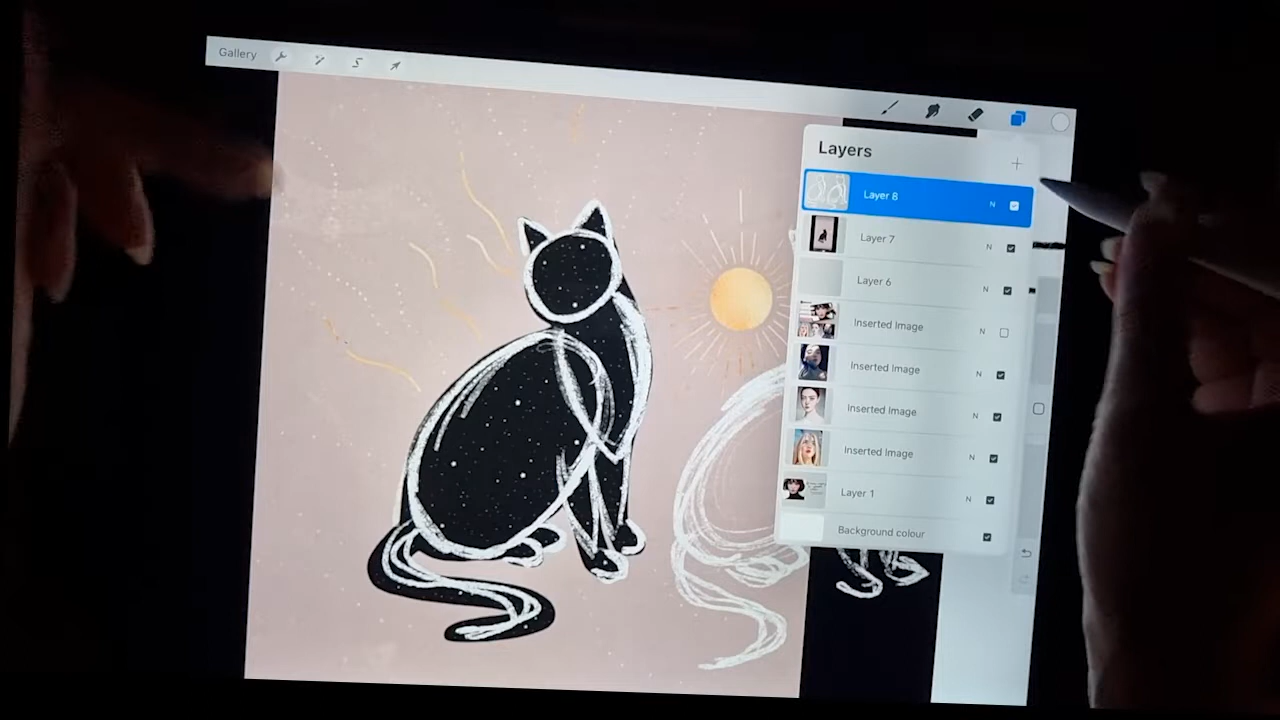 Gallery
Layers
Layer 8 N
Layer 7 N
Layer 6 N
Inserted Image N
Inserted Image N
Inserted Image N
Inserted Image N
Layer 1 N
Background colour